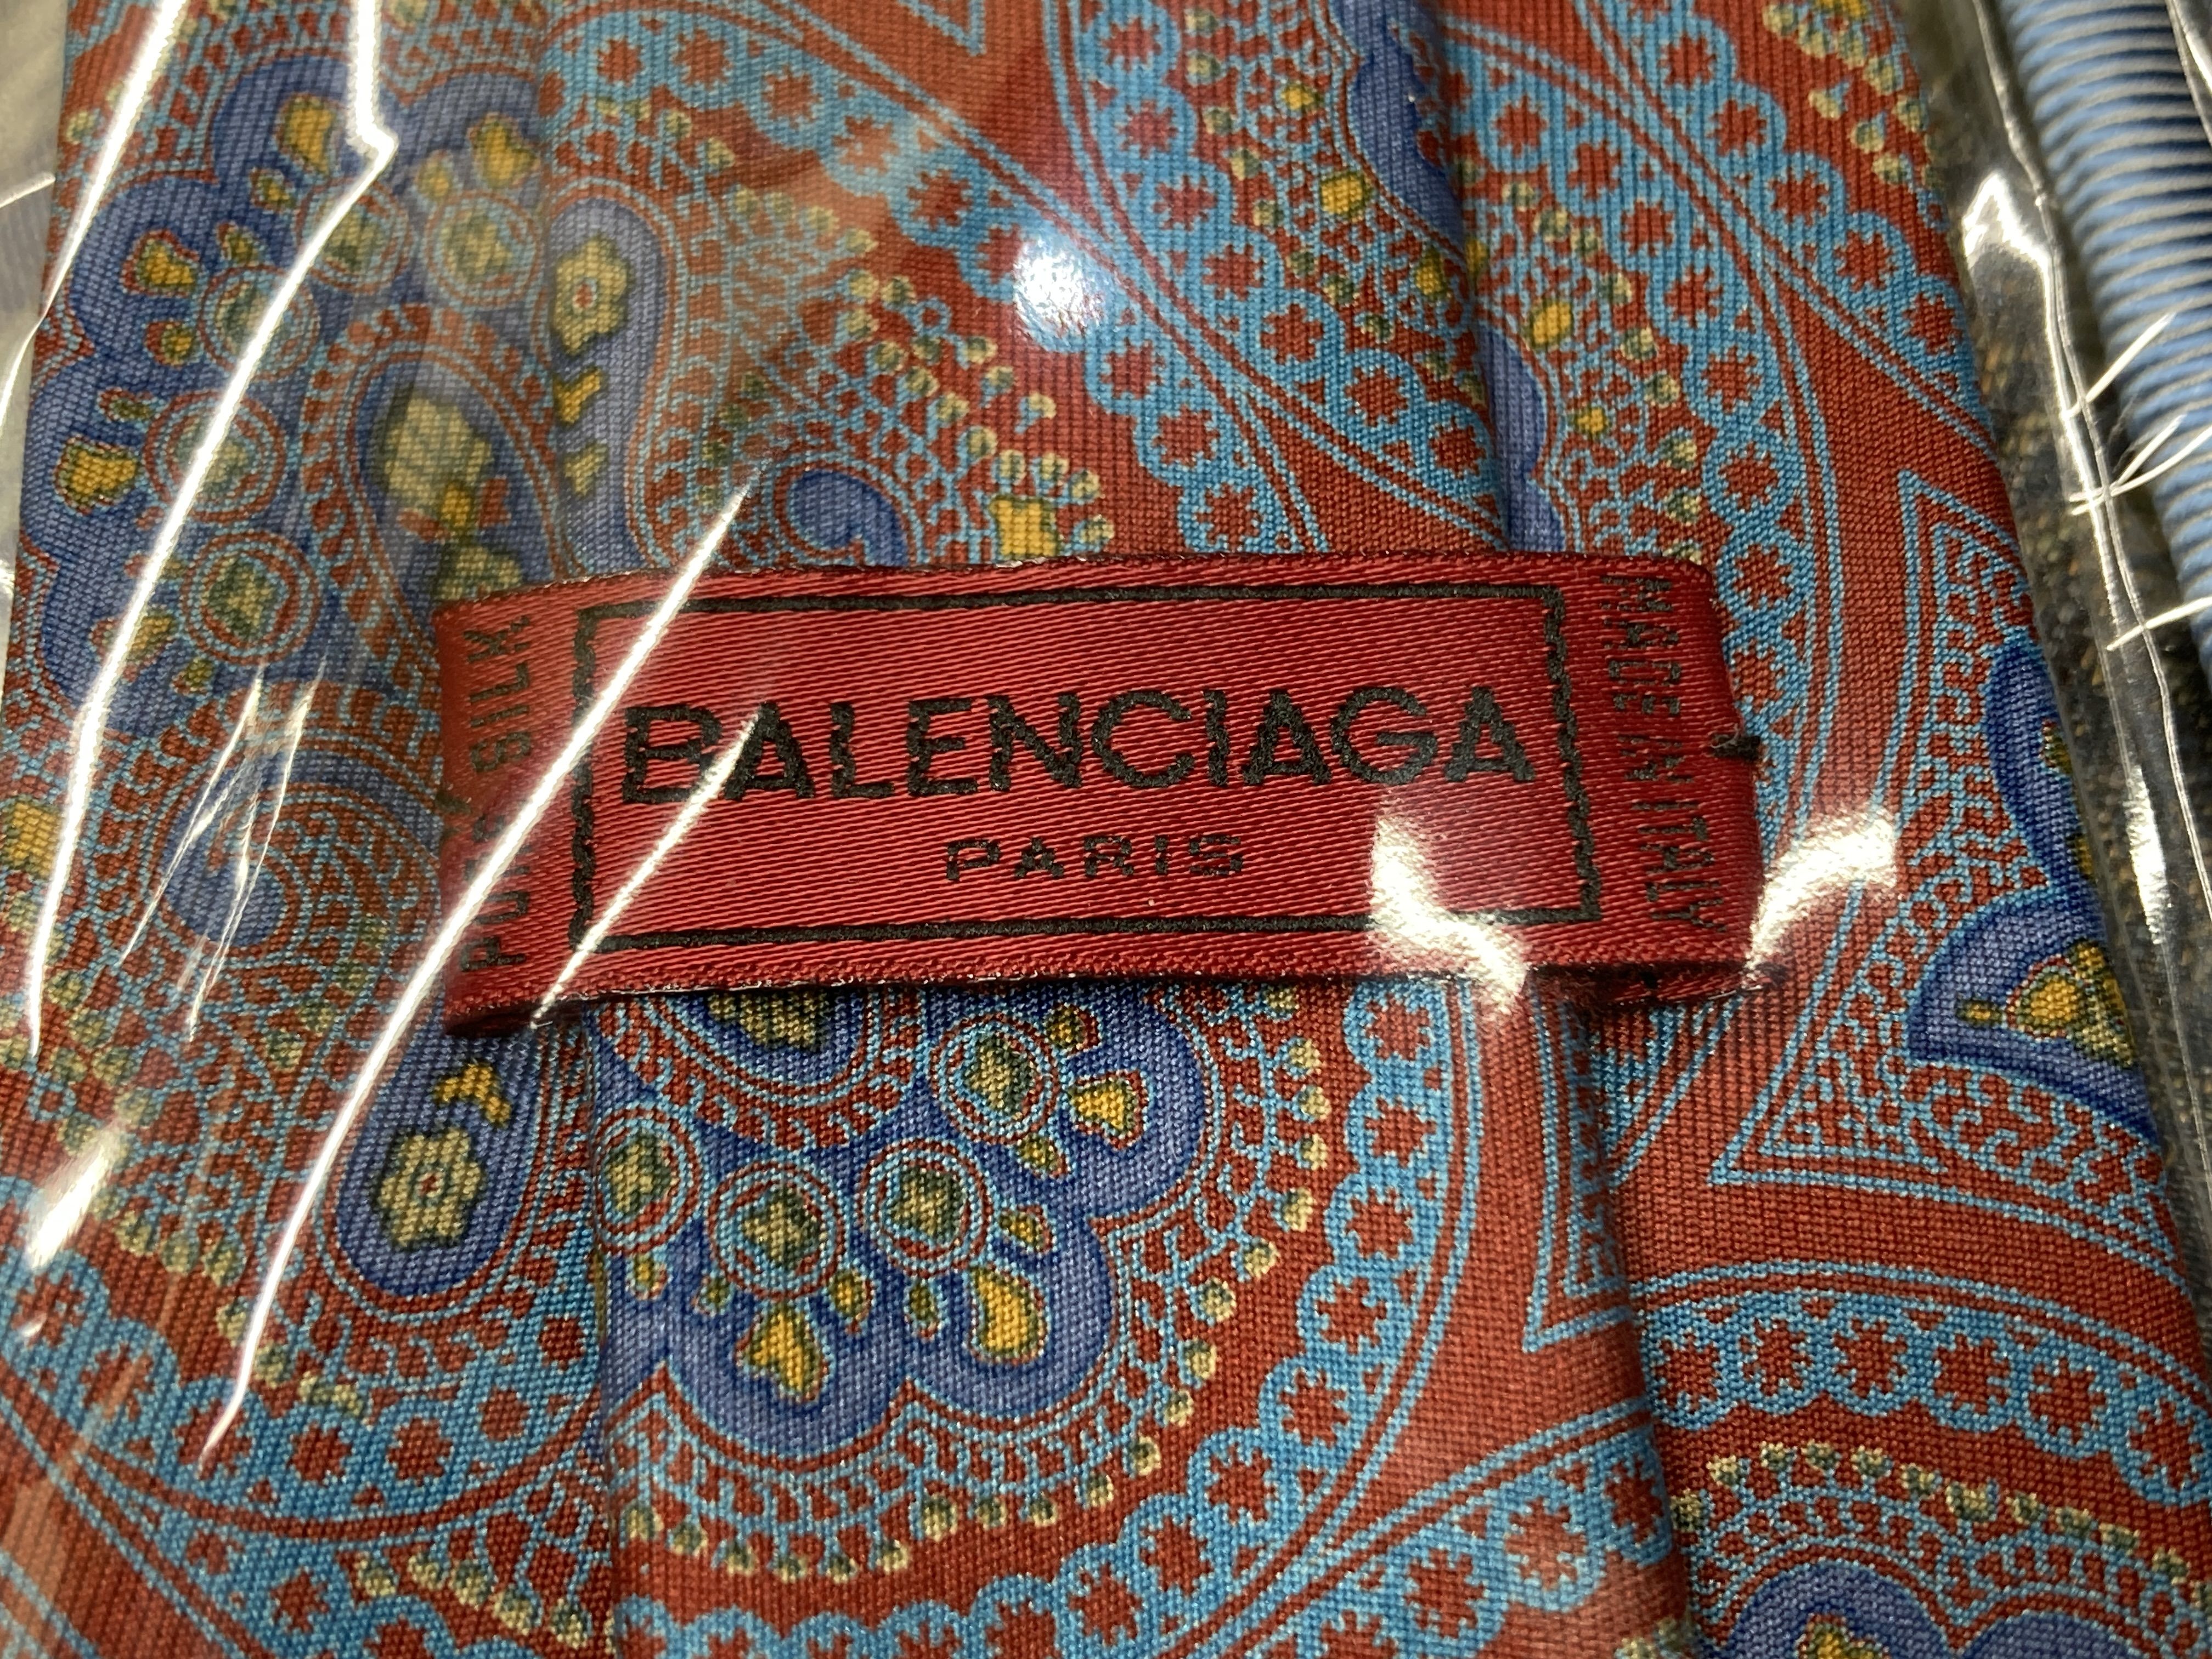 PURE SILK
BALENCIAGA
PARIS
MADE IN ITALY